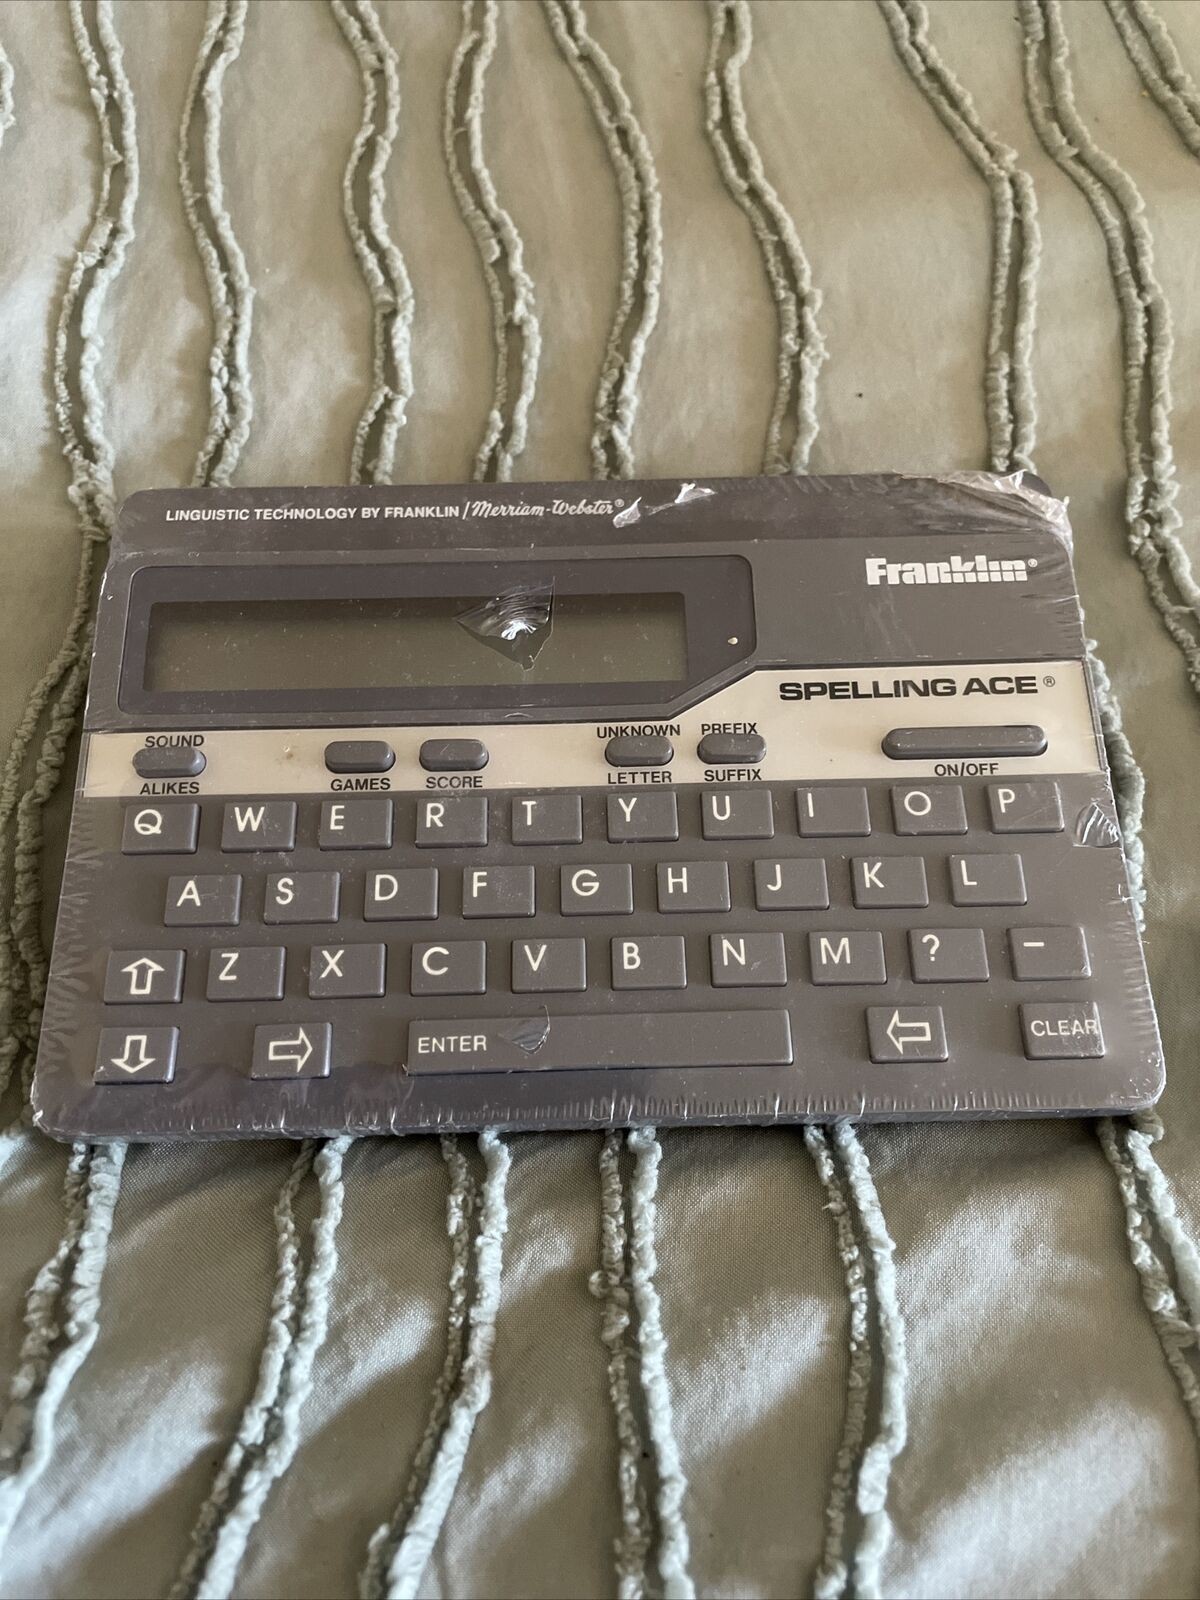 LINGUISTIC TECHNOLOGY BY FRANKLIN / Merriam-Webster®
Franklin®
SPELLING ACE®
SOUND ALIKES
GAMES
SCORE
UNKNOWN LETTER
PREFIX SUFFIX
ON/OFF
Q W E R T Y U I O P
A S D F G H J K L
Z X C V B N M ? –
ENTER CLEAR